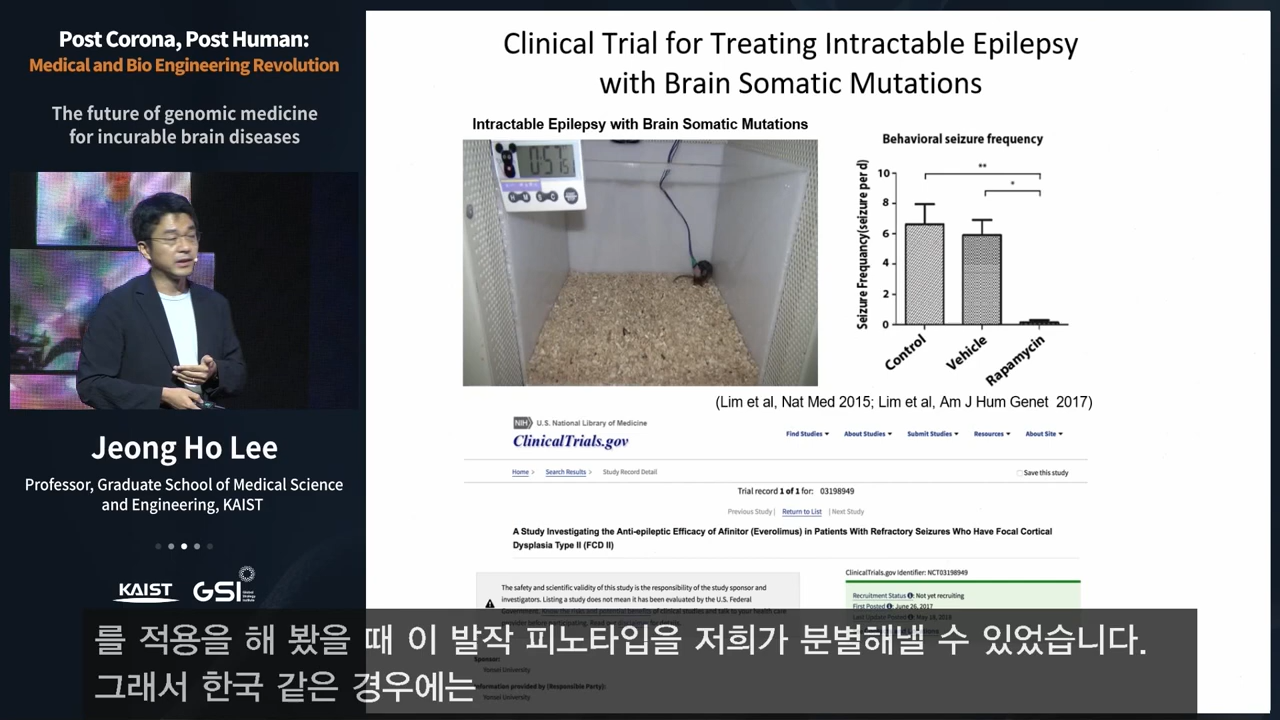 Post Corona, Post Human:
Medical and Bio Engineering Revolution
The future of genomic medicine
for incurable brain diseases
Jeong Ho Lee
Professor, Graduate School of Medical Science
and Engineering, KAIST
KAIST
GSI
Clinical Trial for Treating Intractable Epilepsy
with Brain Somatic Mutations
Intractable Epilepsy with Brain Somatic Mutations
Behavioral seizure frequency
Seizure Frequancy(seizure per d)
10
8
6
4
2
0
**
*
Control
Vehicle
Rapamycin
(Lim et al, Nat Med 2015; Lim et al, Am J Hum Genet 2017)
NIH U.S. National Library of Medicine
ClinicalTrials.gov
Find Studies ▾ About Studies ▾ Submit Studies ▾ Resources ▾ About Site ▾
Home > Search Results > Study Record Detail
Save this study
Trial record 1 of 1 for: 03198949
Previous Study | Return to List | Next Study
A Study Investigating the Anti-epileptic Efficacy of Afinitor (Everolimus) in Patients With Refractory Seizures Who Have Focal Cortical
Dysplasia Type II (FCD II)
The safety and scientific validity of this study is the responsibility of the study sponsor and
investigators. Listing a study does not mean it has been evaluated by the U.S. Federal
Government.
ClinicalTrials.gov Identifier: NCT03198949
Recruitment Status : Not yet recruiting
First Posted : June 26, 2017
Last Update Posted : May 18, 2018
Sponsor:
Yonsei University
Information provided by (Responsible Party):
Yonsei University
를 적용을 해 봤을 때 이 발작 피노타입을 저희가 분별해낼 수 있었습니다.
그래서 한국 같은 경우에는